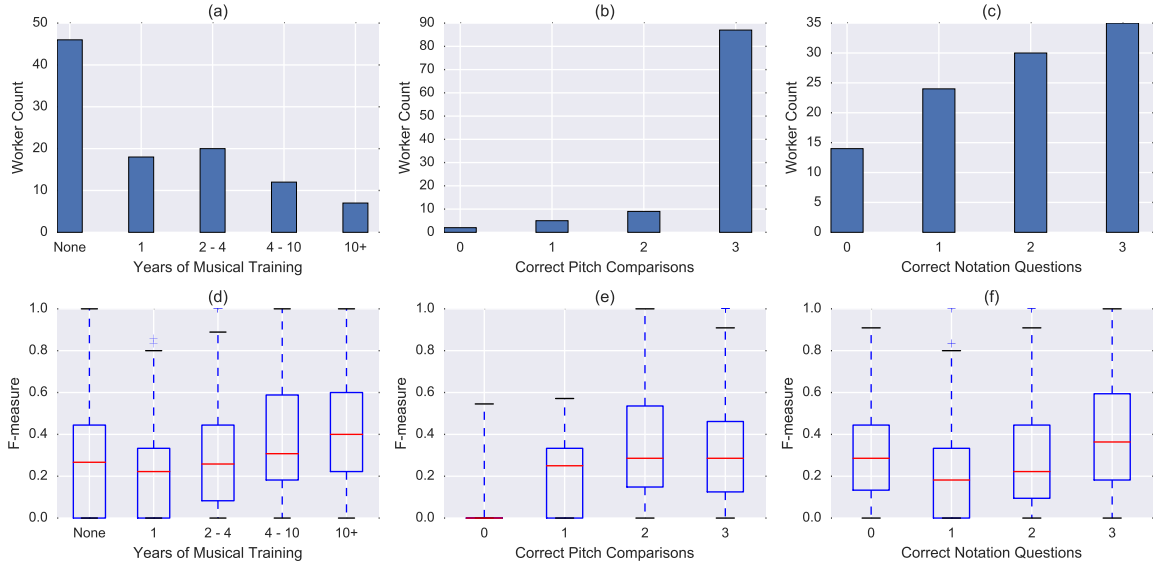 (a)
Worker Count
50
40
30
20
10
0
None 1 2 - 4 4 - 10 10+
Years of Musical Training
(b)
Worker Count
90
80
70
60
50
40
30
20
10
0
0 1 2 3
Correct Pitch Comparisons
(c)
Worker Count
35
30
25
20
15
10
5
0
0 1 2 3
Correct Notation Questions
(d)
F-measure
1.0
0.8
0.6
0.4
0.2
0.0
None 1 2 - 4 4 - 10 10+
Years of Musical Training
(e)
F-measure
1.0
0.8
0.6
0.4
0.2
0.0
0 1 2 3
Correct Pitch Comparisons
(f)
F-measure
1.0
0.8
0.6
0.4
0.2
0.0
0 1 2 3
Correct Notation Questions